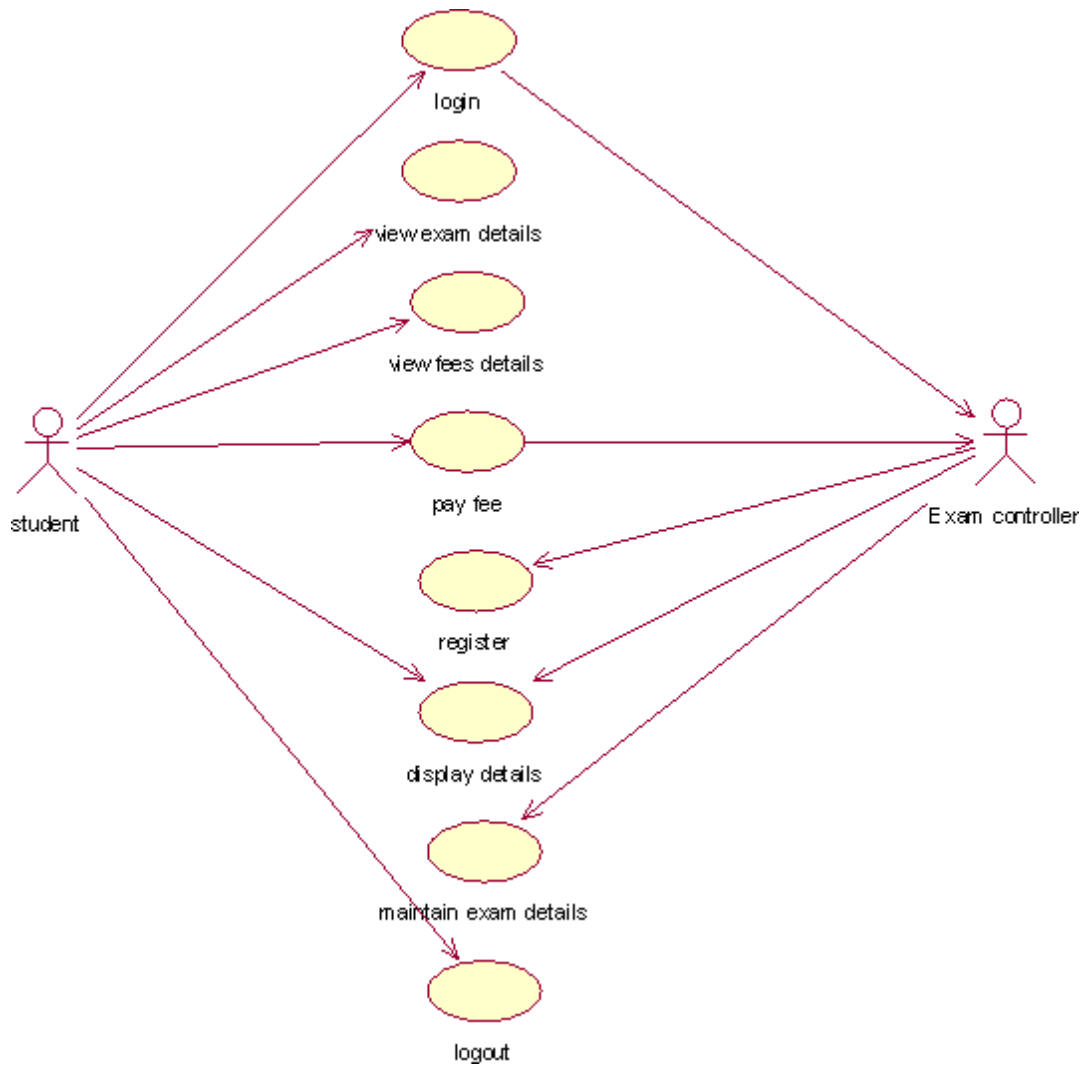 login
view exam details
view fees details
pay fee
student
Exam controller
register
display details
maintain exam details
logout